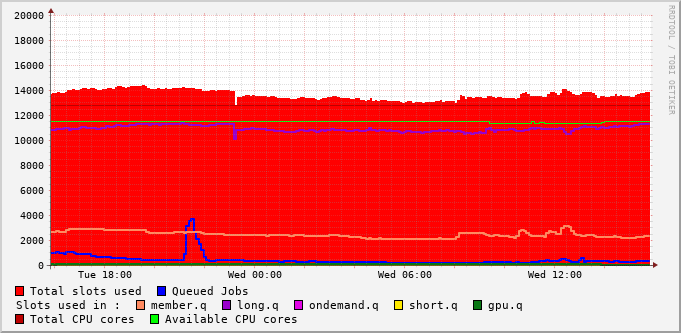 20000
18000
16000
14000
12000
10000
8000
6000
4000
2000
0
Tue 18:00 Wed 00:00 Wed 06:00 Wed 12:00
RRDTOOL / TOBI OETIKER
Total slots used Queued Jobs
Slots used in : member.q long.q ondemand.q short.q gpu.q
Total CPU cores Available CPU cores